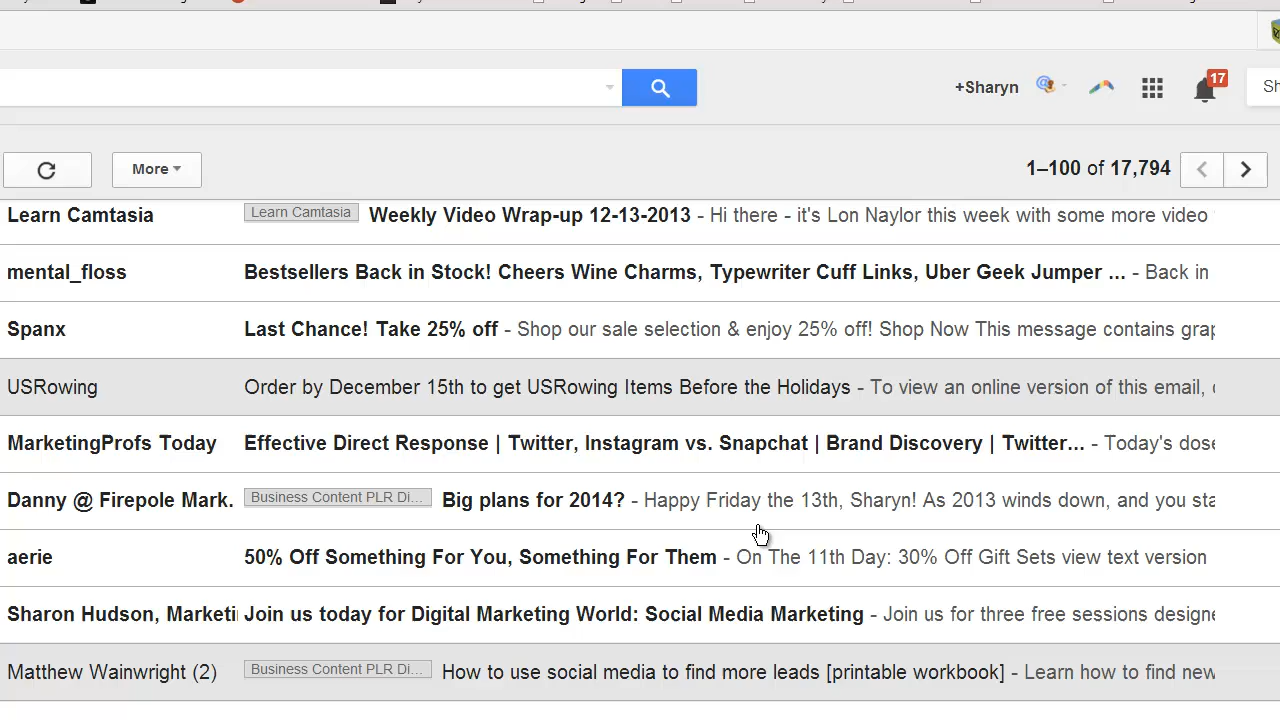 +Sharyn
17
Sh
More
1–100 of 17,794
Learn Camtasia Learn Camtasia Weekly Video Wrap-up 12-13-2013 - Hi there - it's Lon Naylor this week with some more video
mental_floss Bestsellers Back in Stock! Cheers Wine Charms, Typewriter Cuff Links, Uber Geek Jumper ... - Back in
Spanx Last Chance! Take 25% off - Shop our sale selection & enjoy 25% off! Shop Now This message contains grap
USRowing Order by December 15th to get USRowing Items Before the Holidays - To view an online version of this email,
MarketingProfs Today Effective Direct Response | Twitter, Instagram vs. Snapchat | Brand Discovery | Twitter... - Today's dose
Danny @ Firepole Mark. Business Content PLR Di... Big plans for 2014? - Happy Friday the 13th, Sharyn! As 2013 winds down, and you sta
aerie 50% Off Something For You, Something For Them - On The 11th Day: 30% Off Gift Sets view text version
Sharon Hudson, Marketi Join us today for Digital Marketing World: Social Media Marketing - Join us for three free sessions designe
Matthew Wainwright (2) Business Content PLR Di... How to use social media to find more leads [printable workbook] - Learn how to find new